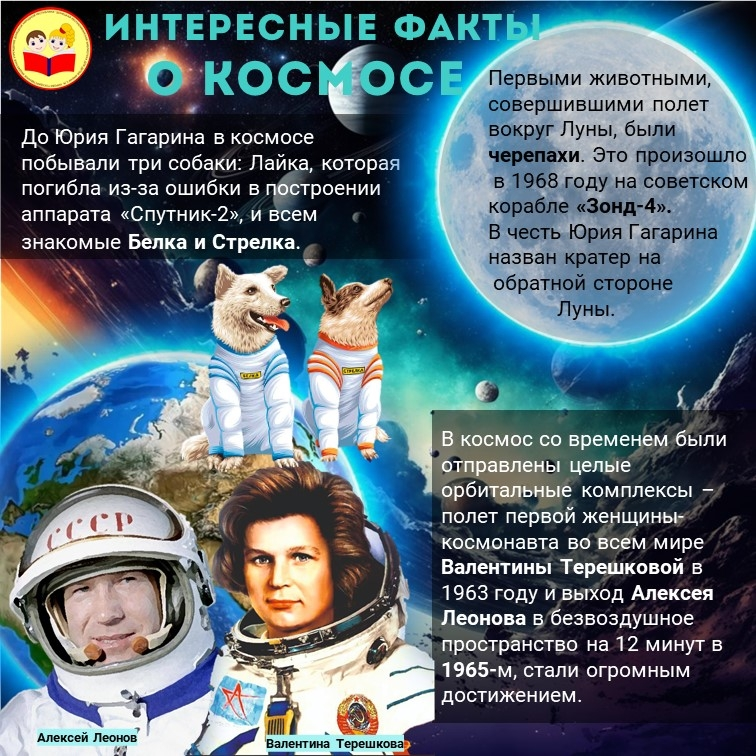 ИНТЕРЕСНЫЕ ФАКТЫ
О КОСМОСЕ
До Юрия Гагарина в космосе
побывали три собаки: Лайка, которая
погибла из-за ошибки в построении
аппарата «Спутник-2», и всем
знакомые Белка и Стрелка.
Первыми животными,
совершившими полет
вокруг Луны, были
черепахи. Это произошло
в 1968 году на советском
корабле «Зонд-4».
В честь Юрия Гагарина
назван кратер на
обратной стороне
Луны.
БЕЛКА
СТРЕЛКА
В космос со временем были
отправлены целые
орбитальные комплексы –
полет первой женщины-
космонавта во всем мире
Валентины Терешковой в
1963 году и выход Алексея
Леонова в безвоздушное
пространство на 12 минут в
1965-м, стали огромным
достижением.
СССР
Алексей Леонов
Валентина Терешкова